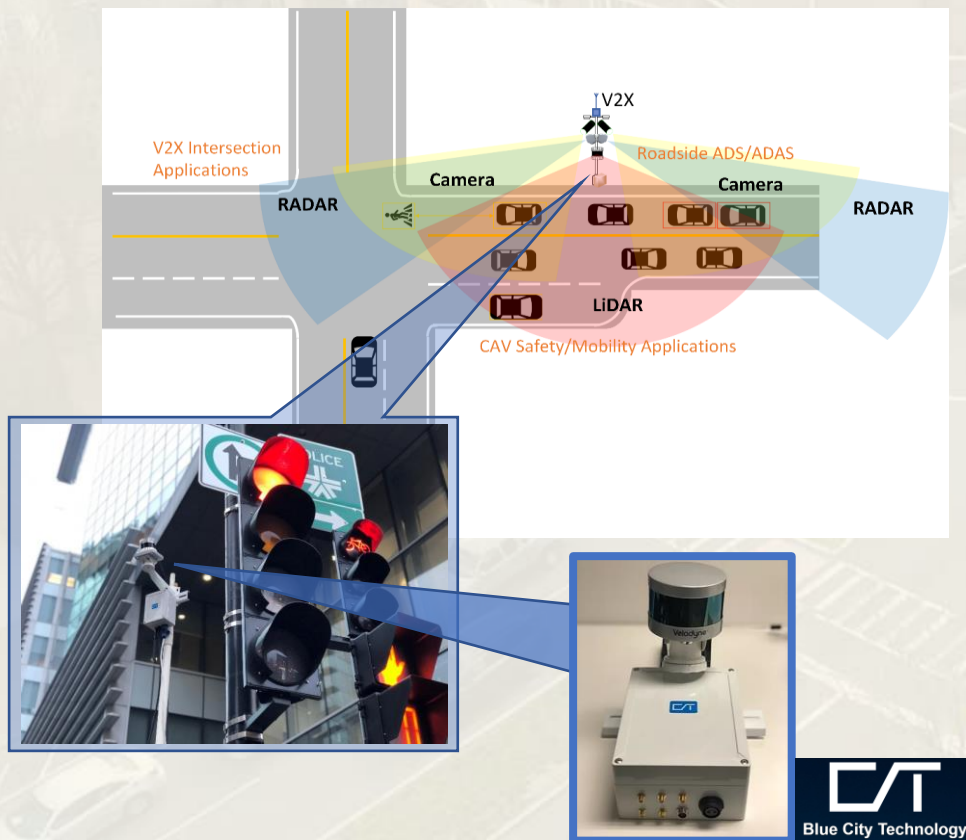 V2X
V2X Intersection
Applications
Roadside ADS/ADAS
Camera
Camera
RADAR
RADAR
LiDAR
CAV Safety/Mobility Applications
POLICE
Velodyne
C/T
C/T
Blue City Technology